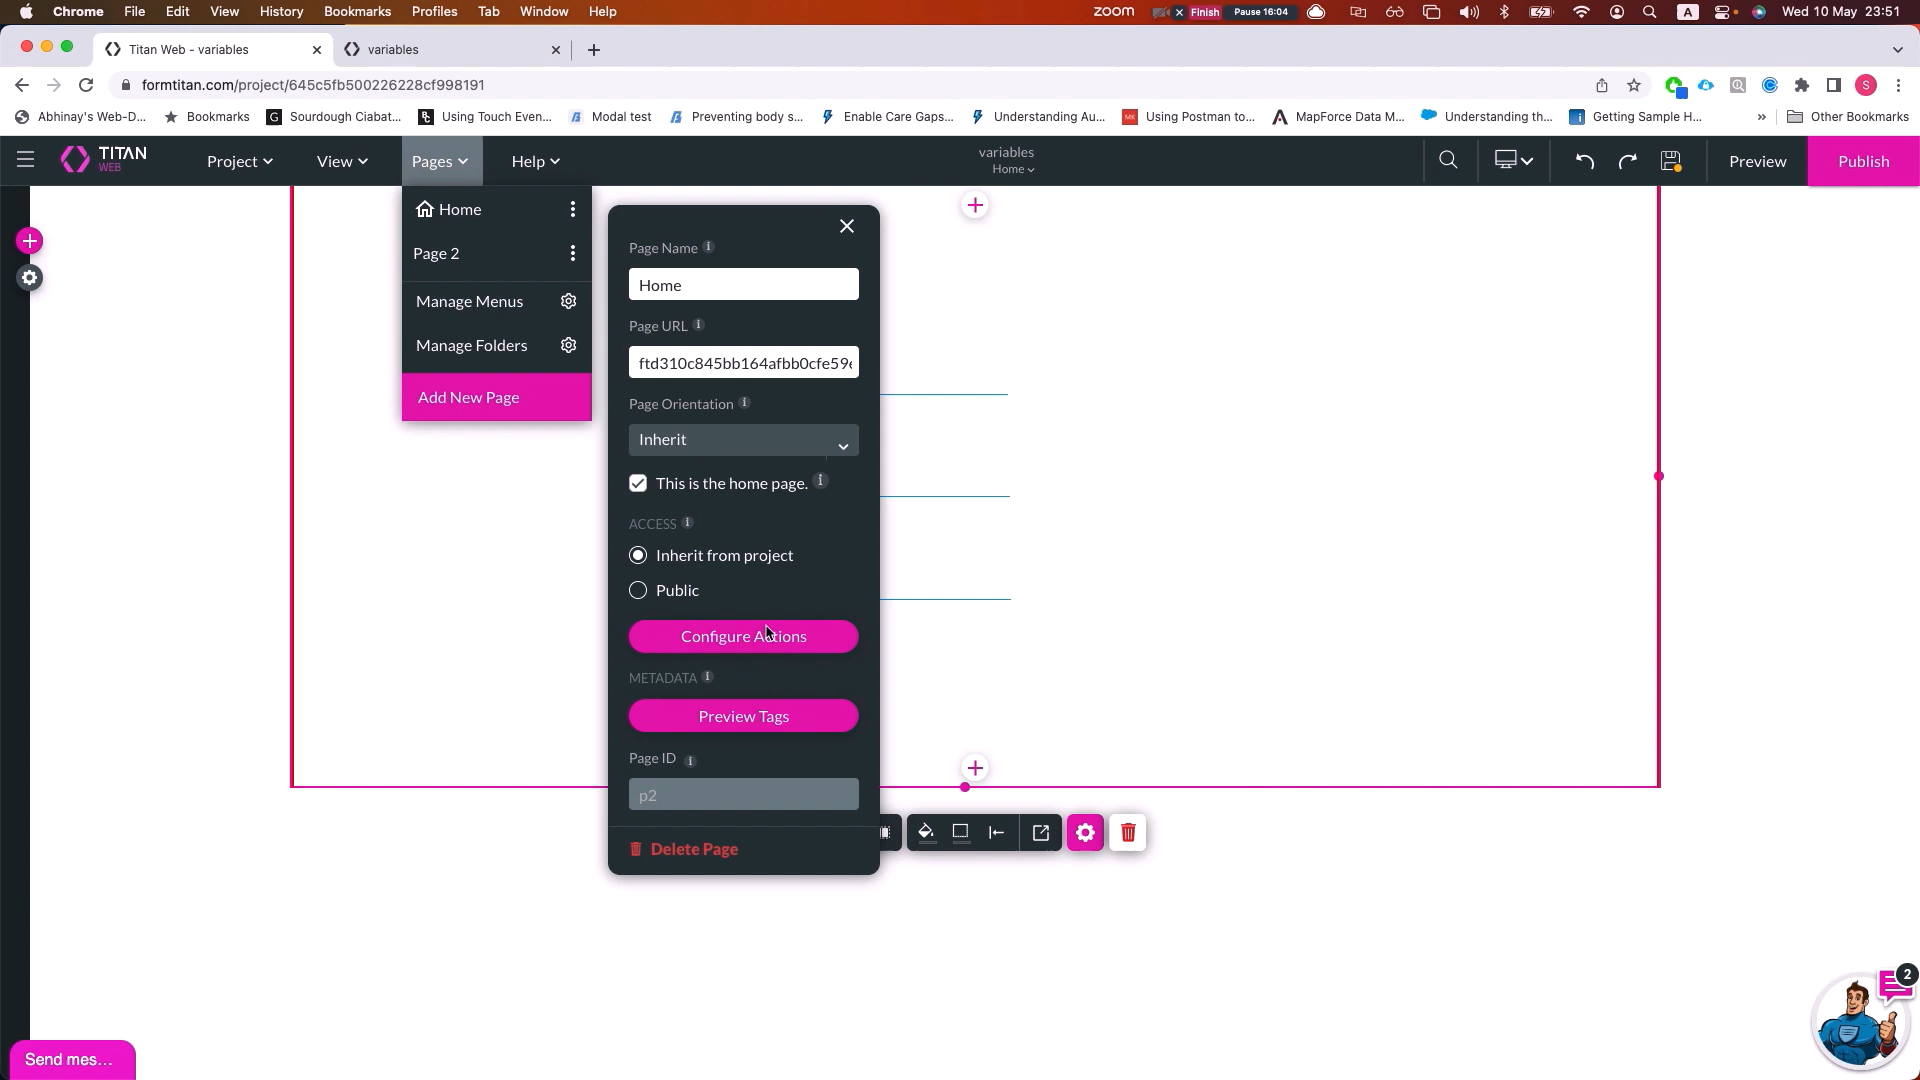 Chrome File Edit View History Bookmarks Profiles Tab Window Help zoom Finish Pause 16:04 A Wed 10 May 23:51
Titan Web - variables variables
formtitan.com/project/645c5fb500226228cf998191 S
Abhinay's Web-D... Bookmarks G Sourdough Ciabat... Using Touch Even... Modal test Preventing body s... Enable Care Gaps... Understanding Au... MK Using Postman to... MapForce Data M... Understanding th... Getting Sample H... » Other Bookmarks
TITAN
WEB
Project View Pages Help
variables
Home
Preview Publish
Home
Page 2
Manage Menus
Manage Folders
Add New Page
Page Name
Home
Page URL
ftd310c845bb164afbb0cfe59
Page Orientation
Inherit
This is the home page.
ACCESS
Inherit from project
Public
Configure Actions
METADATA
Preview Tags
Page ID
p2
Delete Page
2
Send mes...